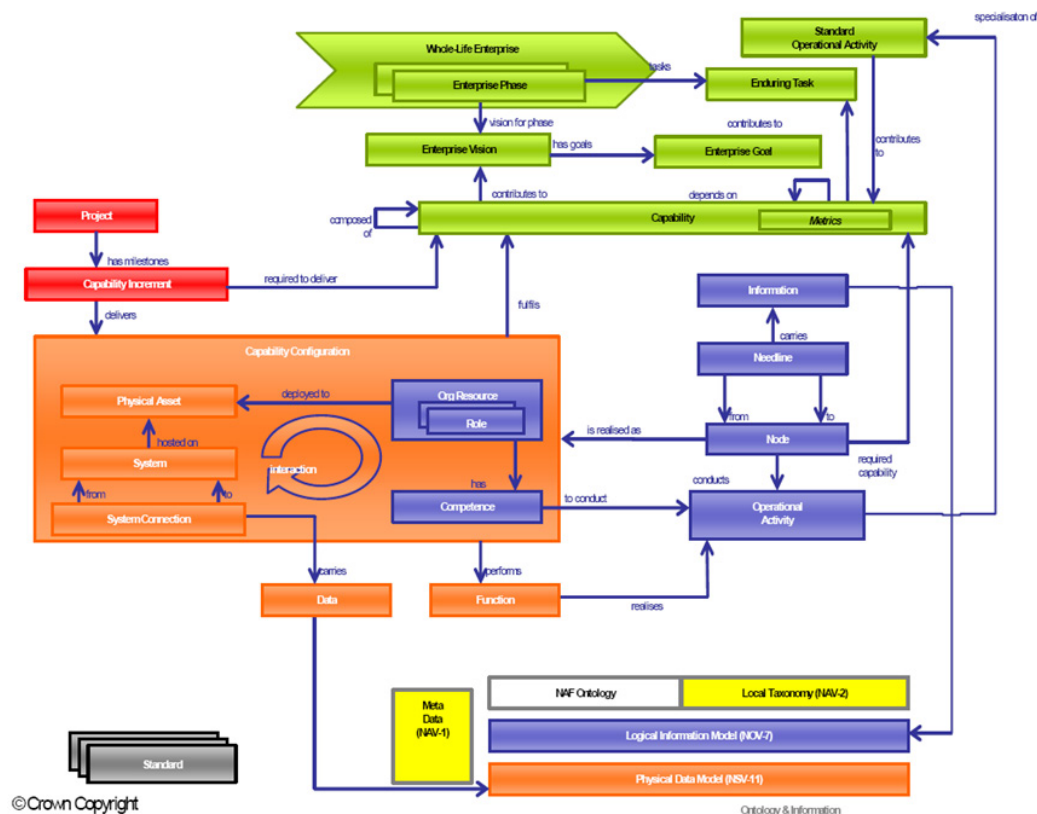 specialisaton of
Whole-Life Enterprise
Standard
Operational Activity
tasks
Enterprise Phase
Enduring Task
vision for phase
contributes to
contributes
to
Enterprise Vision
has goals
Enterprise Goal
contributes to
depends on
composed
of
Capability
Metrics
Project
has milestones
Capability Increment
required to deliver
Information
fulfils
delivers
carries
Capability Configuration
Needline
Physical Asset
deployed to
Org Resource
Role
from
to
is realised as
Node
hosted on
required
capability
System
Interaction
has
conducts
from
to
to conduct
System Connection
Competence
Operational
Activity
carries
performs
Data
Function
realises
NAF Ontology
Local Taxonomy (NAV-2)
Meta
Data
(NAV-1)
Logical Information Model (NOV-7)
Standard
Physical Data Model (NSV-11)
©Crown Copyright
Ontology & Information